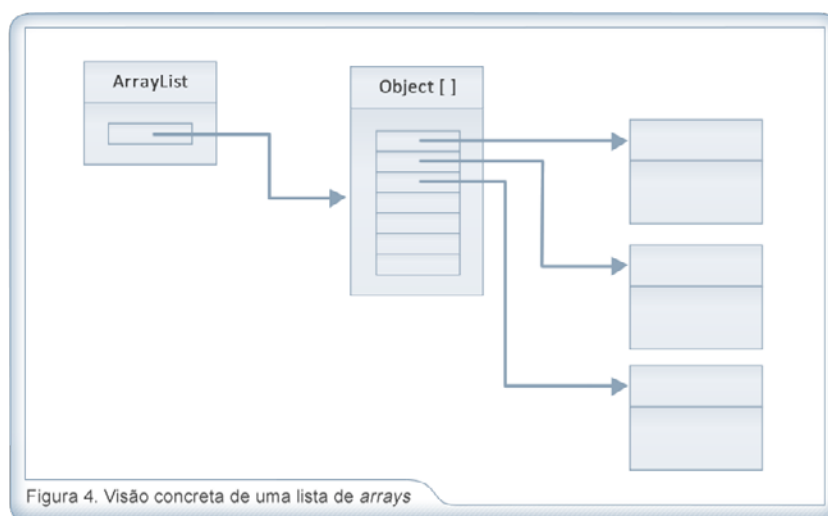 ArrayList
Object [ ]
Figura 4. Visão concreta de uma lista de arrays